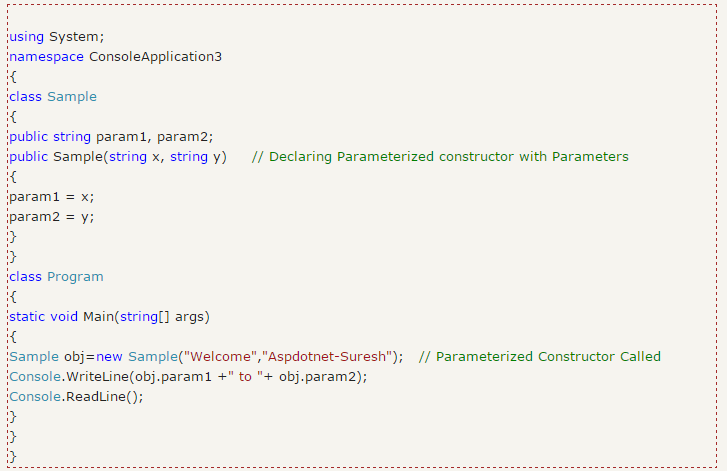 using System;
namespace ConsoleApplication3
{
class Sample
{
public string param1, param2;
public Sample(string x, string y)     // Declaring Parameterized constructor with Parameters
{
param1 = x;
param2 = y;
}
}
class Program
{
static void Main(string[] args)
{
Sample obj=new Sample("Welcome","Aspdotnet-Suresh");   // Parameterized Constructor Called
Console.WriteLine(obj.param1 +" to "+ obj.param2);
Console.ReadLine();
}
}
}